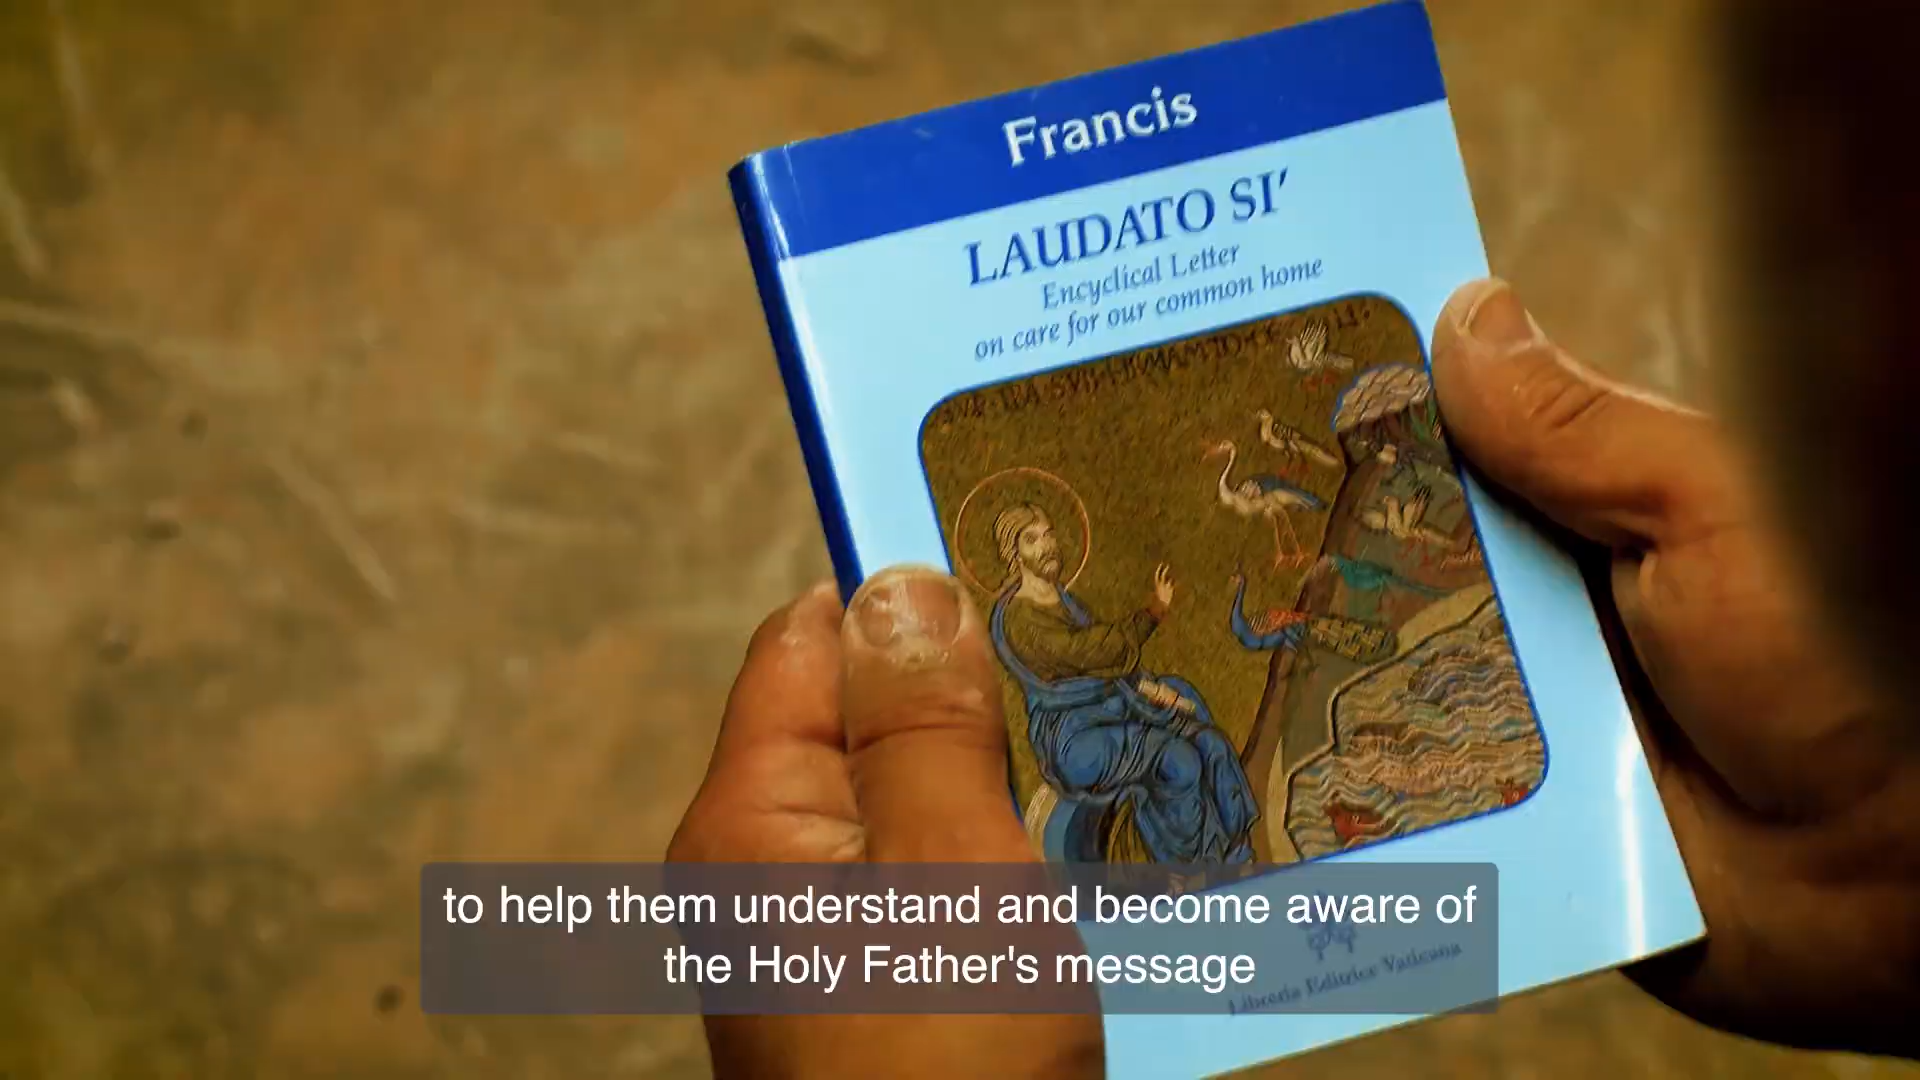 Francis
LAUDATO SI'
Encyclical Letter
on care for our common home
to help them understand and become aware of
the Holy Father's message
Libreria Editrice Vaticana